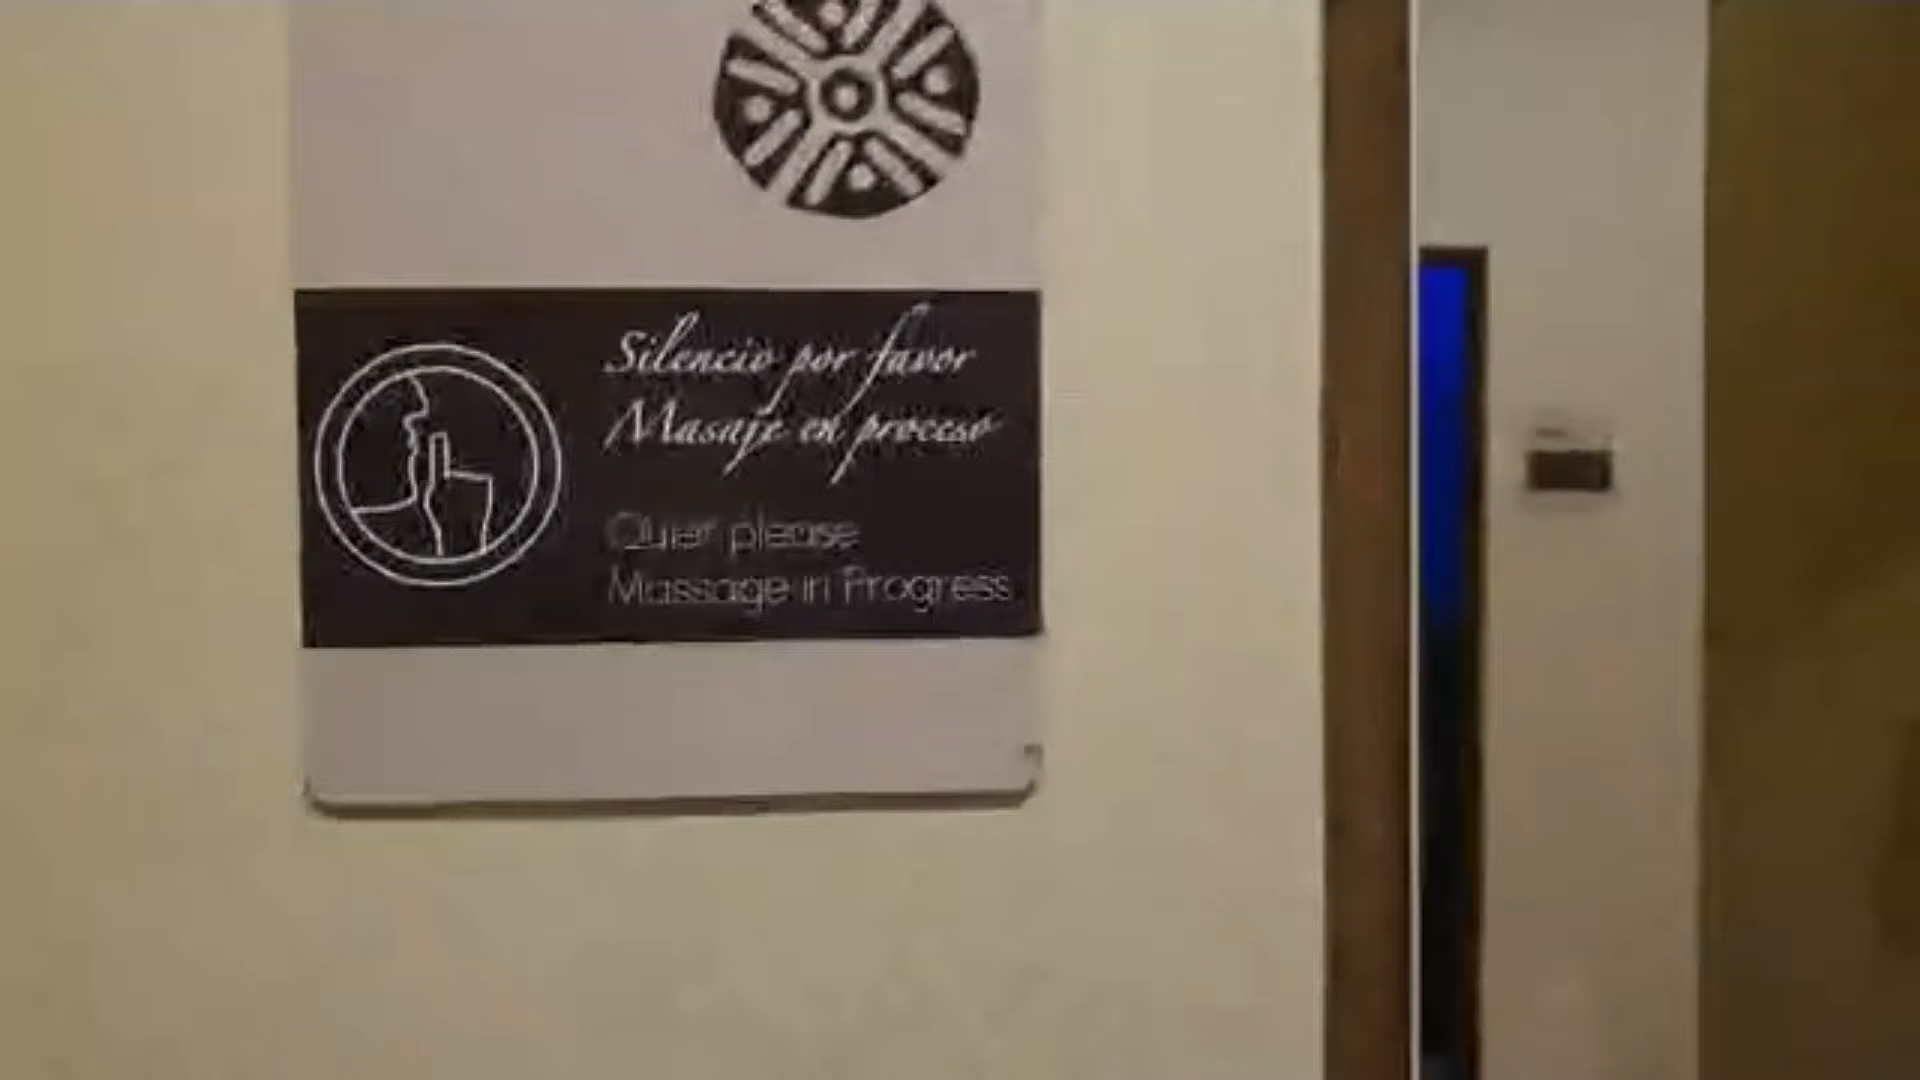 Silencio por favor
Masaje en proceso
Quiet please
Massage in Progress